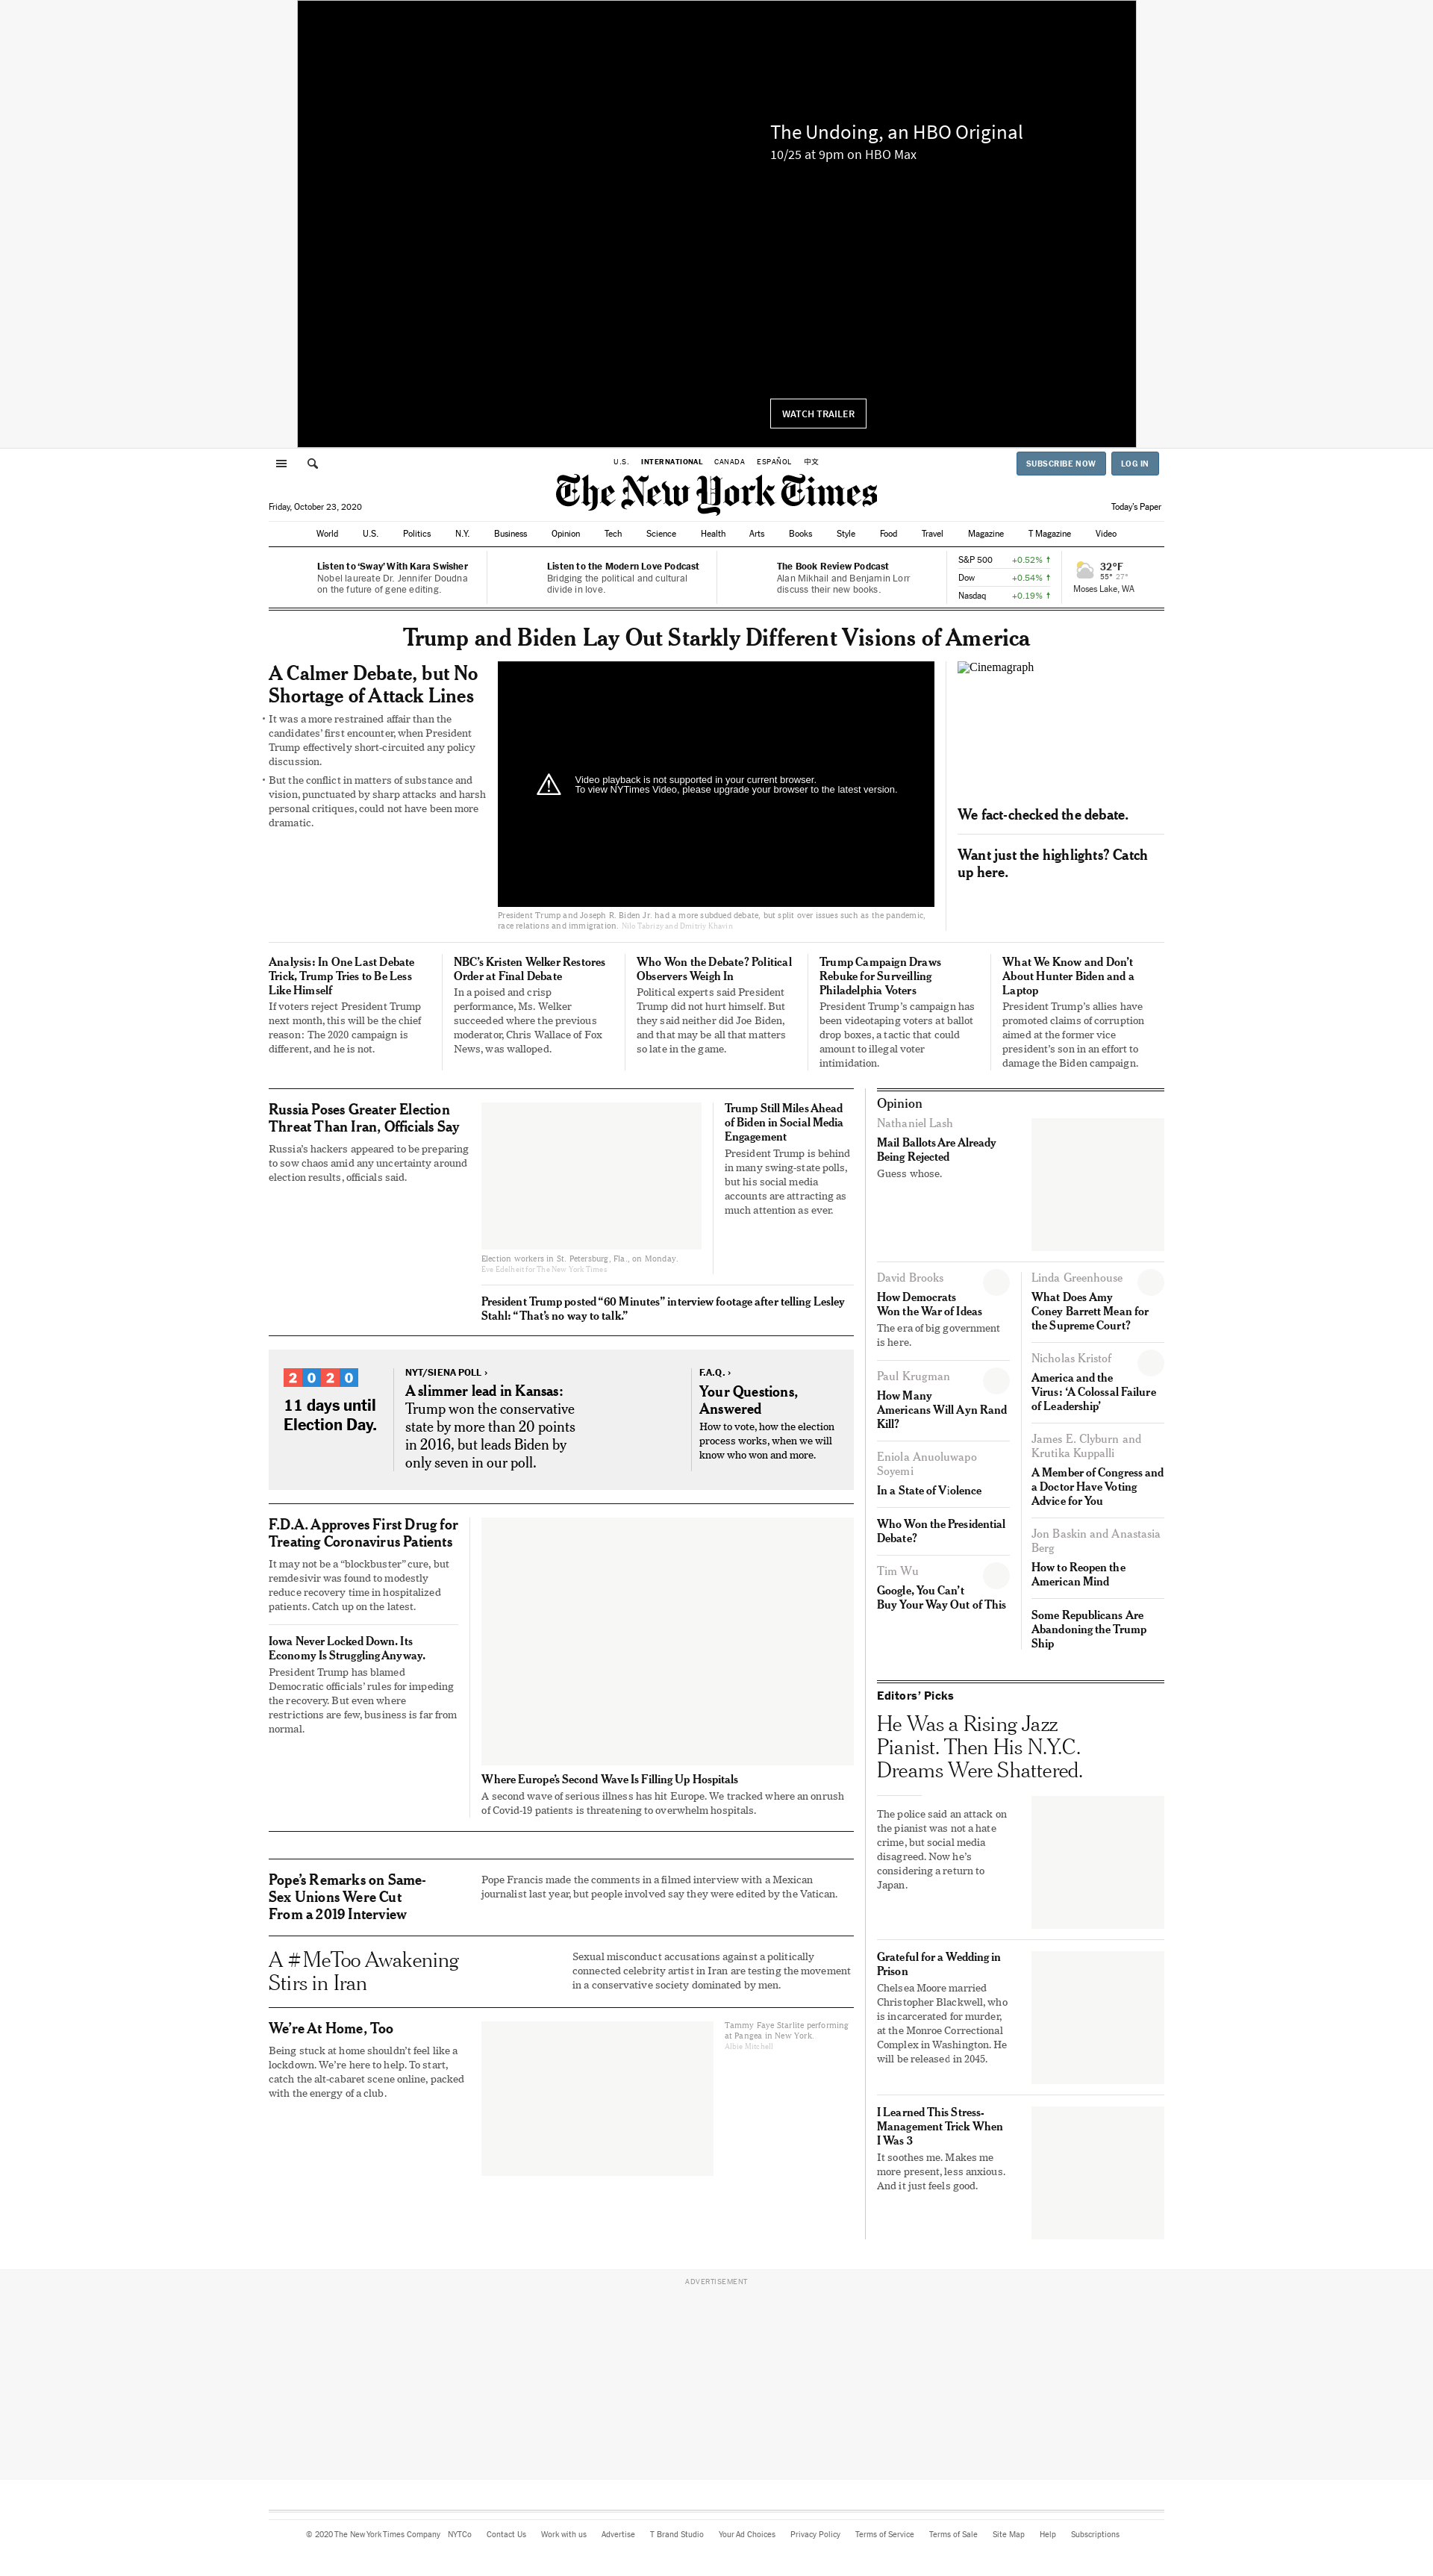 The Undoing, an HBO Original
10/25 at 9pm on HBO Max
WATCH TRAILER
U.S. INTERNATIONAL CANADA ESPAÑOL 中文
SUBSCRIBE NOW LOG IN
The New York Times
Friday, October 23, 2020
Today's Paper
World U.S. Politics N.Y. Business Opinion Tech Science Health Arts Books Style Food Travel Magazine T Magazine Video
Listen to ‘Sway’ With Kara Swisher
Nobel laureate Dr. Jennifer Doudna
on the future of gene editing.
Listen to the Modern Love Podcast
Bridging the political and cultural
divide in love.
The Book Review Podcast
Alan Mikhail and Benjamin Lorr
discuss their new books.
S&P 500 +0.52% ↑
Dow +0.54% ↑
Nasdaq +0.19% ↑
32°F
55° 27°
Moses Lake, WA
Trump and Biden Lay Out Starkly Different Visions of America
A Calmer Debate, but No
Shortage of Attack Lines
• It was a more restrained affair than the
candidates’ first encounter, when President
Trump effectively short-circuited any policy
discussion.
• But the conflict in matters of substance and
vision, punctuated by sharp attacks and harsh
personal critiques, could not have been more
dramatic.
Video playback is not supported in your current browser.
To view NYTimes Video, please upgrade your browser to the latest version.
President Trump and Joseph R. Biden Jr. had a more subdued debate, but split over issues such as the pandemic,
race relations and immigration. Nilo Tabrizy and Dmitriy Khavin
Cinemagraph
We fact-checked the debate.
Want just the highlights? Catch
up here.
Analysis: In One Last Debate
Trick, Trump Tries to Be Less
Like Himself
If voters reject President Trump
next month, this will be the chief
reason: The 2020 campaign is
different, and he is not.
NBC’s Kristen Welker Restores
Order at Final Debate
In a poised and crisp
performance, Ms. Welker
succeeded where the previous
moderator, Chris Wallace of Fox
News, was walloped.
Who Won the Debate? Political
Observers Weigh In
Political experts said President
Trump did not hurt himself. But
they said neither did Joe Biden,
and that may be all that matters
so late in the game.
Trump Campaign Draws
Rebuke for Surveilling
Philadelphia Voters
President Trump’s campaign has
been videotaping voters at ballot
drop boxes, a tactic that could
amount to illegal voter
intimidation.
What We Know and Don’t
About Hunter Biden and a
Laptop
President Trump’s allies have
promoted claims of corruption
aimed at the former vice
president’s son in an effort to
damage the Biden campaign.
Russia Poses Greater Election
Threat Than Iran, Officials Say
Russia’s hackers appeared to be preparing
to sow chaos amid any uncertainty around
election results, officials said.
Election workers in St. Petersburg, Fla., on Monday.
Eve Edelheit for The New York Times
Trump Still Miles Ahead
of Biden in Social Media
Engagement
President Trump is behind
in many swing-state polls,
but his social media
accounts are attracting as
much attention as ever.
President Trump posted “60 Minutes” interview footage after telling Lesley
Stahl: “That’s no way to talk.”
2020
11 days until
Election Day.
NYT/SIENA POLL ›
A slimmer lead in Kansas:
Trump won the conservative
state by more than 20 points
in 2016, but leads Biden by
only seven in our poll.
F.A.Q. ›
Your Questions,
Answered
How to vote, how the election
process works, when we will
know who won and more.
F.D.A. Approves First Drug for
Treating Coronavirus Patients
It may not be a “blockbuster” cure, but
remdesivir was found to modestly
reduce recovery time in hospitalized
patients. Catch up on the latest.
Iowa Never Locked Down. Its
Economy Is Struggling Anyway.
President Trump has blamed
Democratic officials’ rules for impeding
the recovery. But even where
restrictions are few, business is far from
normal.
Where Europe’s Second Wave Is Filling Up Hospitals
A second wave of serious illness has hit Europe. We tracked where an onrush
of Covid-19 patients is threatening to overwhelm hospitals.
Pope’s Remarks on Same-
Sex Unions Were Cut
From a 2019 Interview
Pope Francis made the comments in a filmed interview with a Mexican
journalist last year, but people involved say they were edited by the Vatican.
A #MeToo Awakening
Stirs in Iran
Sexual misconduct accusations against a politically
connected celebrity artist in Iran are testing the movement
in a conservative society dominated by men.
We’re At Home, Too
Being stuck at home shouldn’t feel like a
lockdown. We’re here to help. To start,
catch the alt-cabaret scene online, packed
with the energy of a club.
Tammy Faye Starlite performing
at Pangea in New York.
Albie Mitchell
Opinion
Nathaniel Lash
Mail Ballots Are Already
Being Rejected
Guess whose.
David Brooks
How Democrats
Won the War of Ideas
The era of big government
is here.
Paul Krugman
How Many
Americans Will Ayn Rand
Kill?
Eniola Anuoluwapo
Soyemi
In a State of Violence
Who Won the Presidential
Debate?
Tim Wu
Google, You Can’t
Buy Your Way Out of This
Linda Greenhouse
What Does Amy
Coney Barrett Mean for
the Supreme Court?
Nicholas Kristof
America and the
Virus: ‘A Colossal Failure
of Leadership’
James E. Clyburn and
Krutika Kuppalli
A Member of Congress and
a Doctor Have Voting
Advice for You
Jon Baskin and Anastasia
Berg
How to Reopen the
American Mind
Some Republicans Are
Abandoning the Trump
Ship
Editors’ Picks
He Was a Rising Jazz
Pianist. Then His N.Y.C.
Dreams Were Shattered.
The police said an attack on
the pianist was not a hate
crime, but social media
disagreed. Now he’s
considering a return to
Japan.
Grateful for a Wedding in
Prison
Chelsea Moore married
Christopher Blackwell, who
is incarcerated for murder,
at the Monroe Correctional
Complex in Washington. He
will be released in 2045.
I Learned This Stress-
Management Trick When
I Was 3
It soothes me. Makes me
more present, less anxious.
And it just feels good.
ADVERTISEMENT
© 2020 The New York Times Company NYTCo Contact Us Work with us Advertise T Brand Studio Your Ad Choices Privacy Policy Terms of Service Terms of Sale Site Map Help Subscriptions